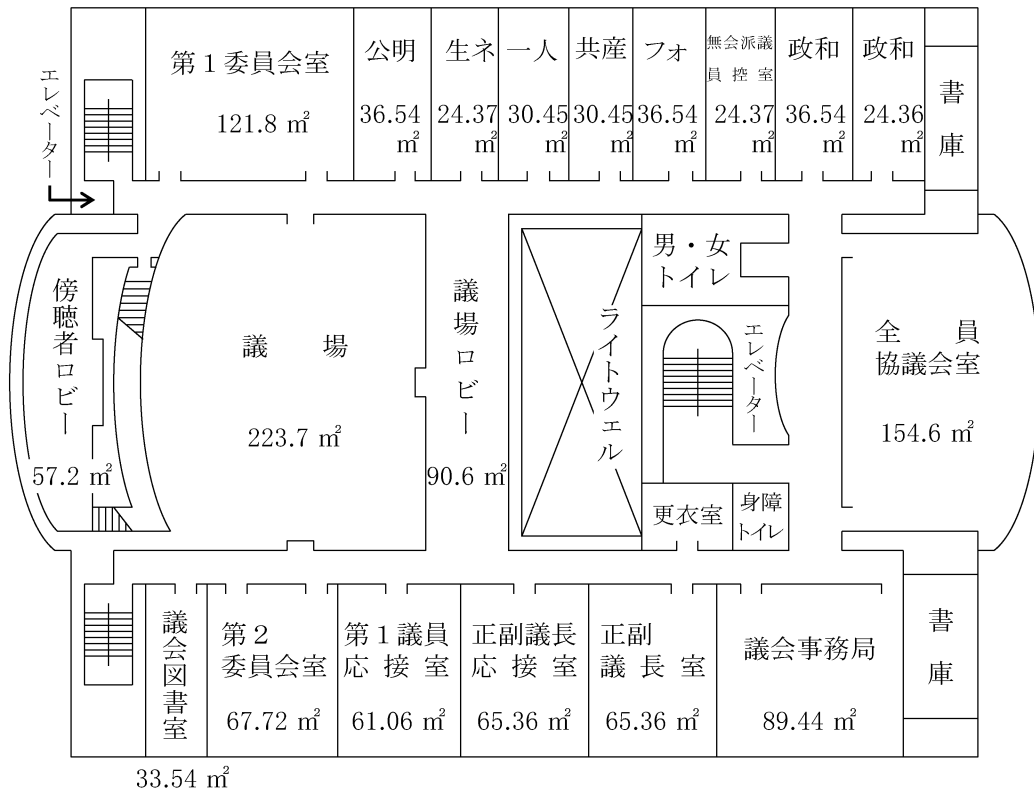 エレベーター
第1委員会室
121.8 ㎡
公明
36.54
㎡
生ネ
24.37
㎡
一人
30.45
㎡
共産
30.45
㎡
フォ
36.54
㎡
無会派議
員控室
24.37
㎡
政和
36.54
㎡
政和
24.36
㎡
書庫
傍聴者ロビー
57.2 ㎡
議場
223.7 ㎡
議場ロビー
90.6 ㎡
ライトウェル
男・女
トイレ
エレベーター
更衣室
身障
トイレ
全員
協議会室
154.6 ㎡
議会図書室
33.54 ㎡
第2
委員会室
67.72 ㎡
第1議員
応接室
61.06 ㎡
正副議長
応接室
65.36 ㎡
正副
議長室
65.36 ㎡
議会事務局
89.44 ㎡
書庫